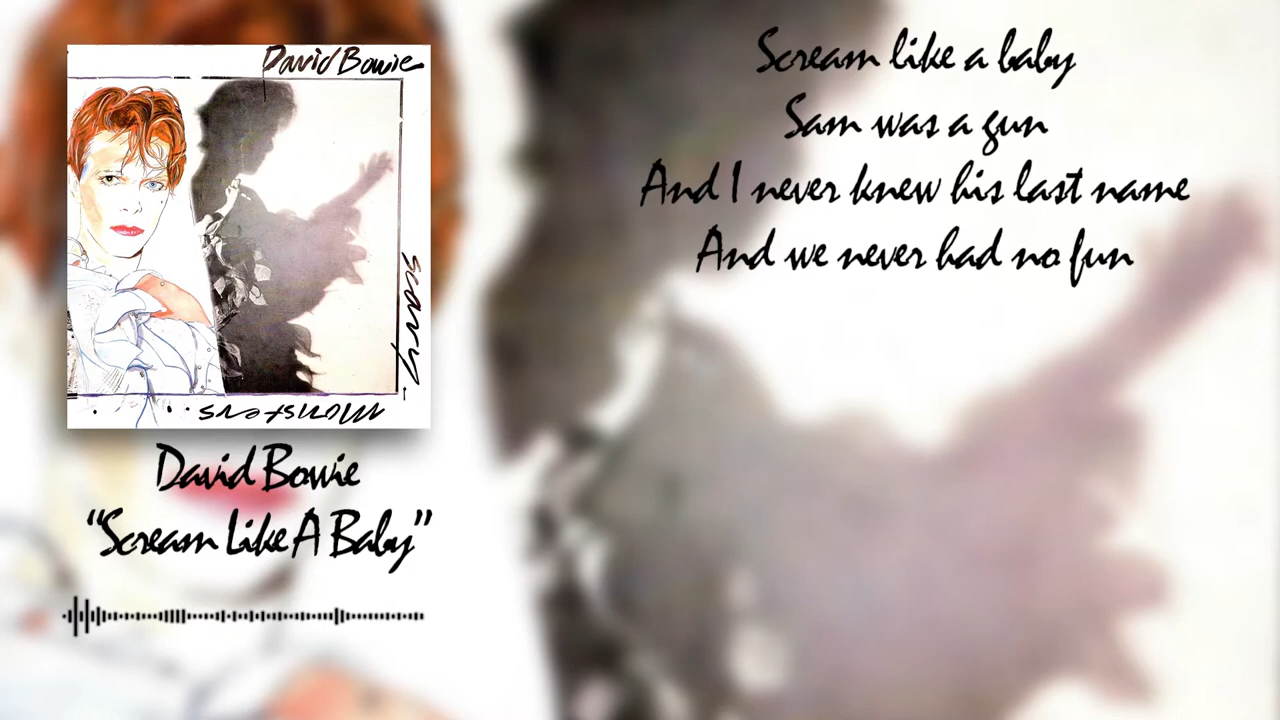 David Bowie
scary
monsters
David Bowie
“Scream Like A Baby”
Scream like a baby
Sam was a gun
And I never knew his last name
And we never had no fun